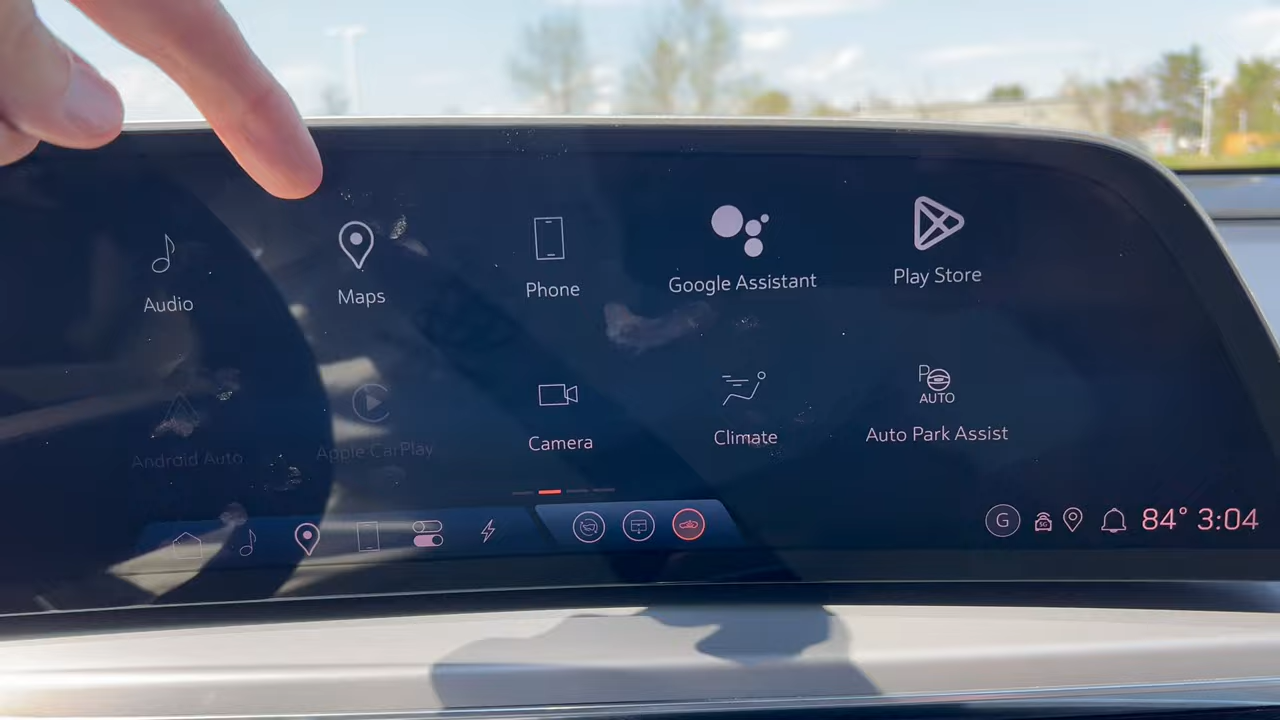 Audio
Maps
Phone
Google Assistant
Play Store
Android Auto
Apple CarPlay
Camera
Climate
P
AUTO
Auto Park Assist
G
5G
84° 3:04